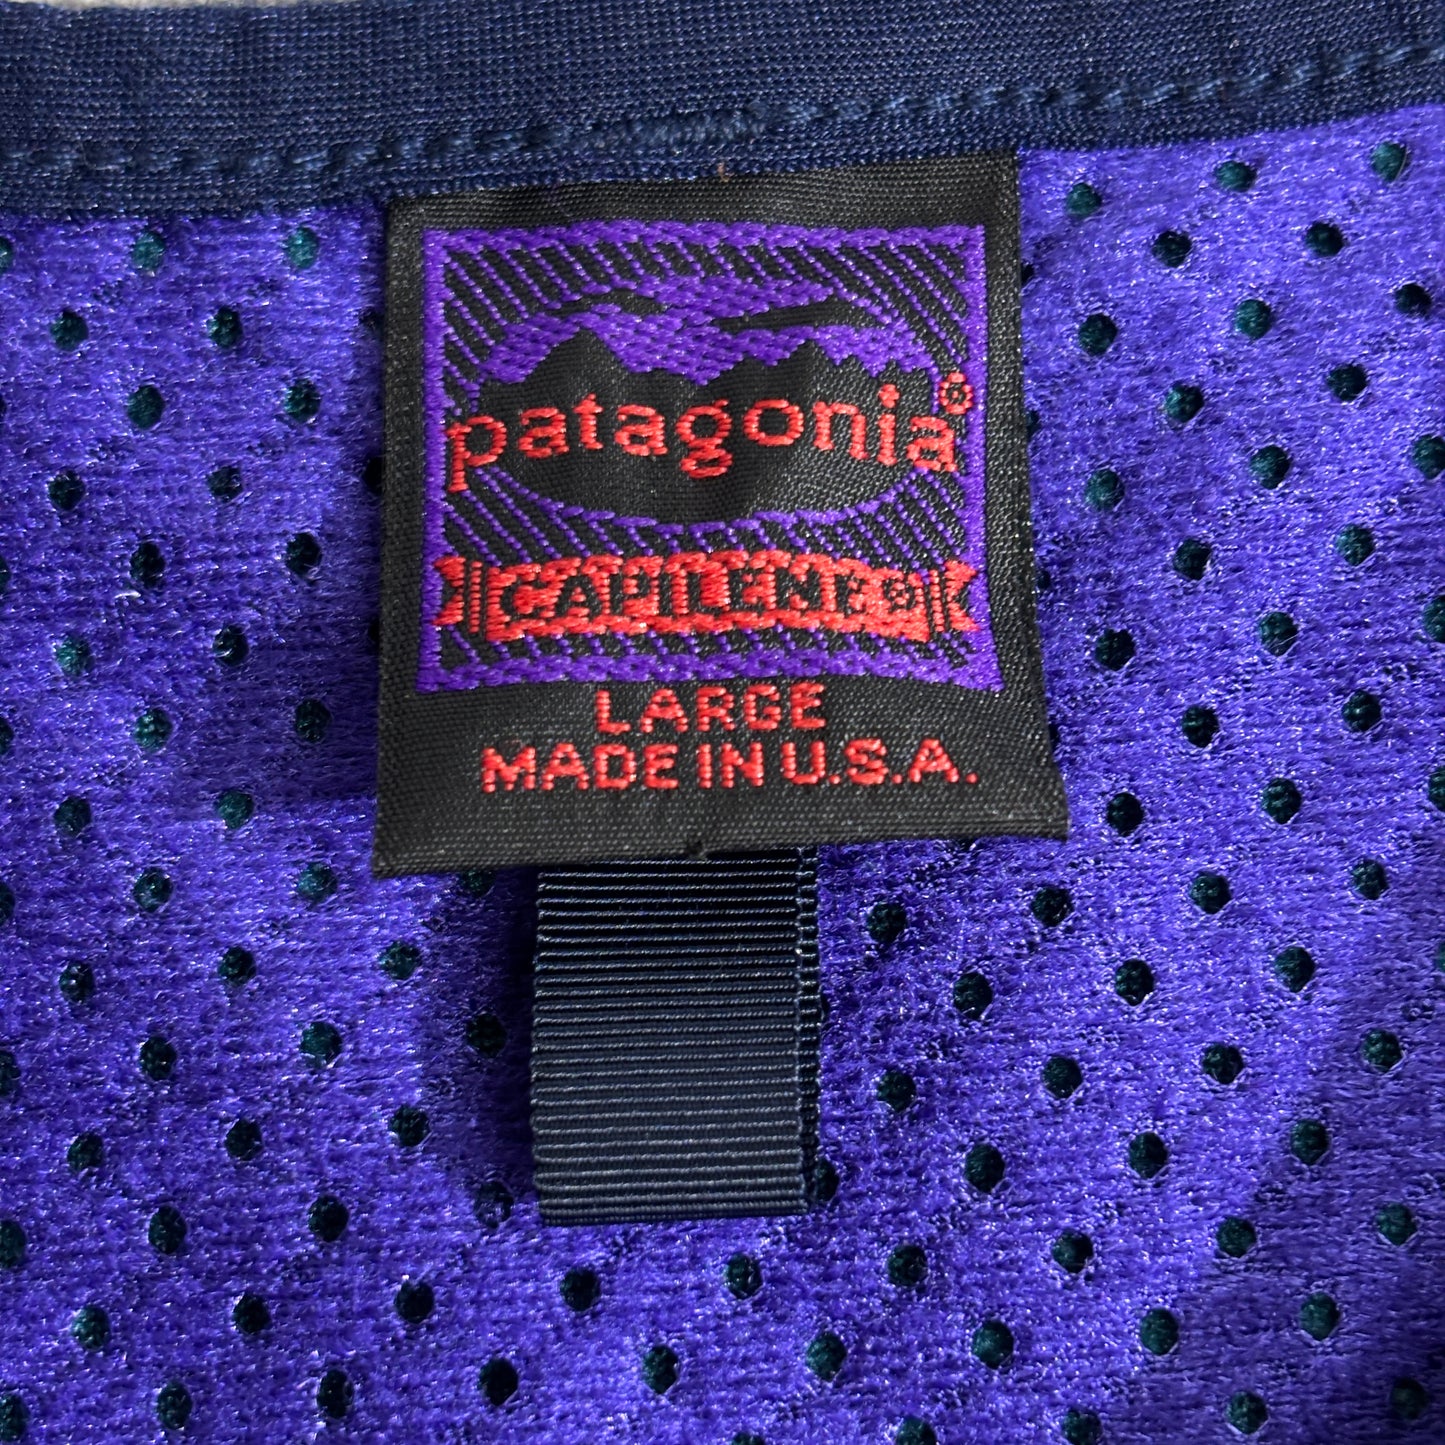 patagonia®
CAPILENE®
LARGE
MADE IN U.S.A.